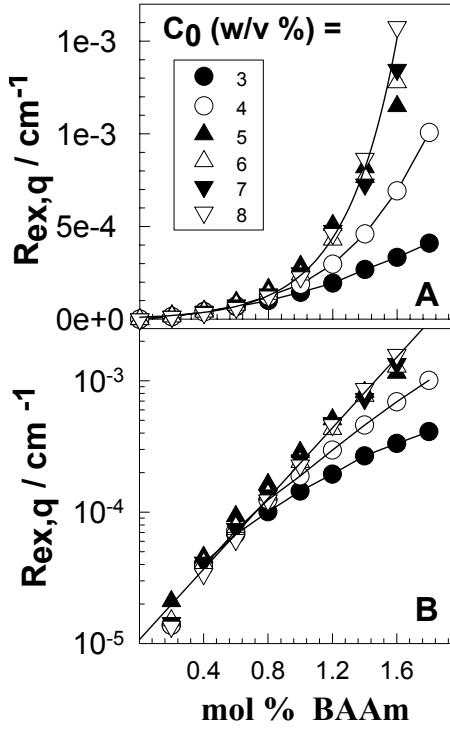 C0 (w/v %) =
3
4
5
6
7
8
1e-3
1e-3
5e-4
0e+0
Rex,q / cm-1
A
10-3
10-4
10-5
Rex,q / cm-1
B
0.4 0.8 1.2 1.6
mol % BAAm